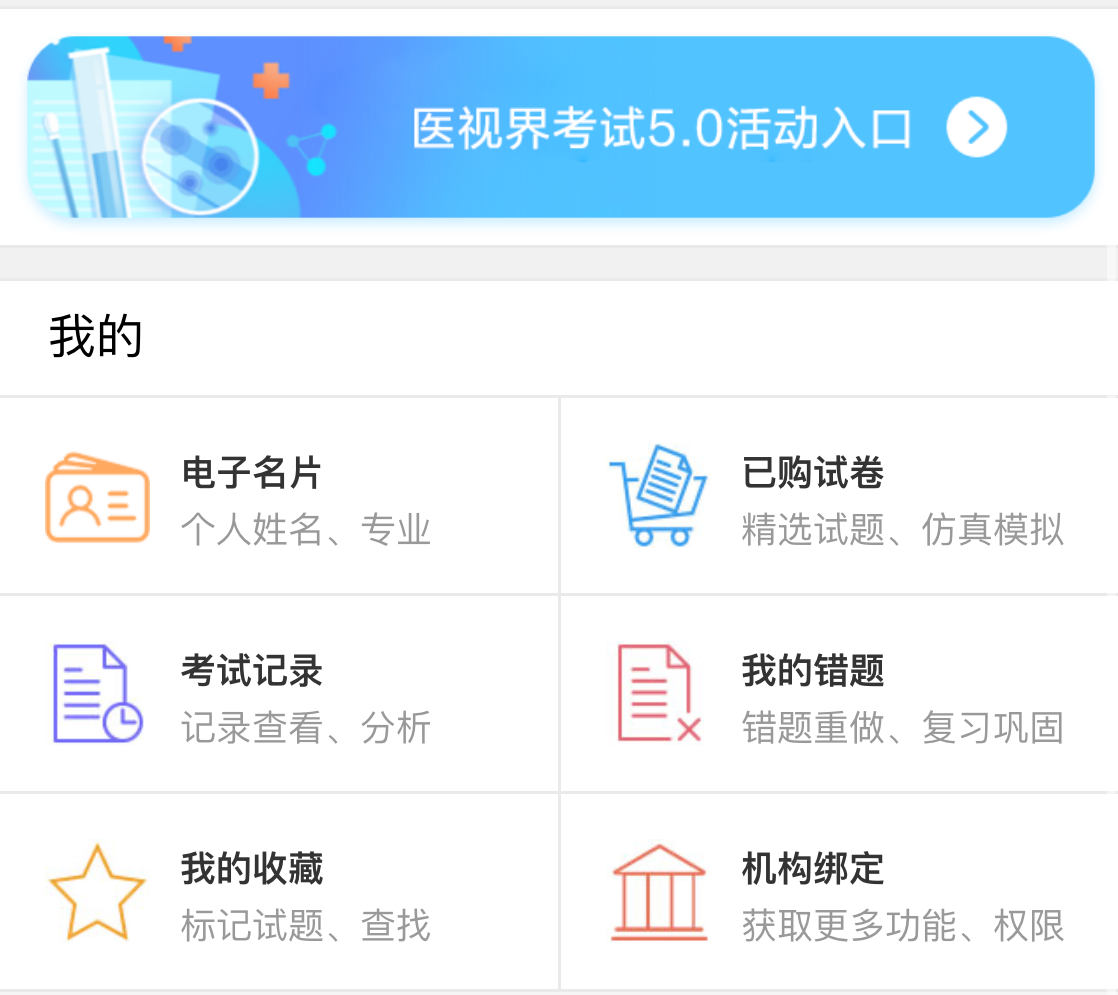 医视界考试5.0活动入口
我的
电子名片
个人姓名、专业
已购试卷
精选试题、仿真模拟
考试记录
记录查看、分析
我的错题
错题重做、复习巩固
我的收藏
标记试题、查找
机构绑定
获取更多功能、权限